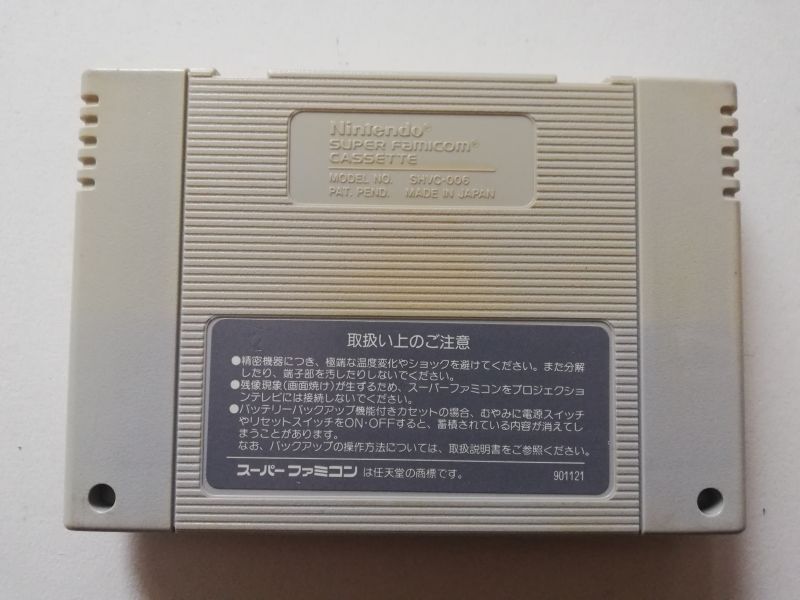 Nintendo®
SUPER FAMICOM®
CASSETTE
MODEL NO. SHVC-006
PAT. PEND. MADE IN JAPAN
取扱い上のご注意
●精密機器につき、極端な温度変化やショックを避けてください。また分解
したり、端子部を汚したりしないでください。
●残像現象(画面焼け)が生ずるため、スーパーファミコンをプロジェクショ
ンテレビには接続しないでください。
●バッテリーバックアップ機能付きカセットの場合、むやみに電源スイッチ
やリセットスイッチをON・OFFすると、蓄積されている内容が消えてし
まうことがあります。
なお、バックアップの操作方法については、取扱説明書をご参照ください。
スーパーファミコン は任天堂の商標です。 901121